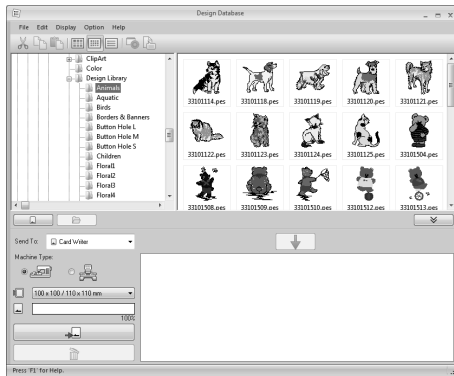 Design Database
File Edit Display Option Help
ClipArt
Color
Design Library
Animals
Aquatic
Birds
Borders & Banners
Button Hole L
Button Hole M
Button Hole S
Children
Floral1
Floral2
Floral3
Floral4
33101114.pes 33101118.pes 33101119.pes 33101120.pes 33101121.pes
33101122.pes 33101123.pes 33101124.pes 33101125.pes 33101504.pes
33101508.pes 33101509.pes 33101510.pes 33101512.pes 33101513.pes
Send To: Card Writer
Machine Type:
100 x 100 / 110 x 110 mm
100%
Press 'F1' for Help.